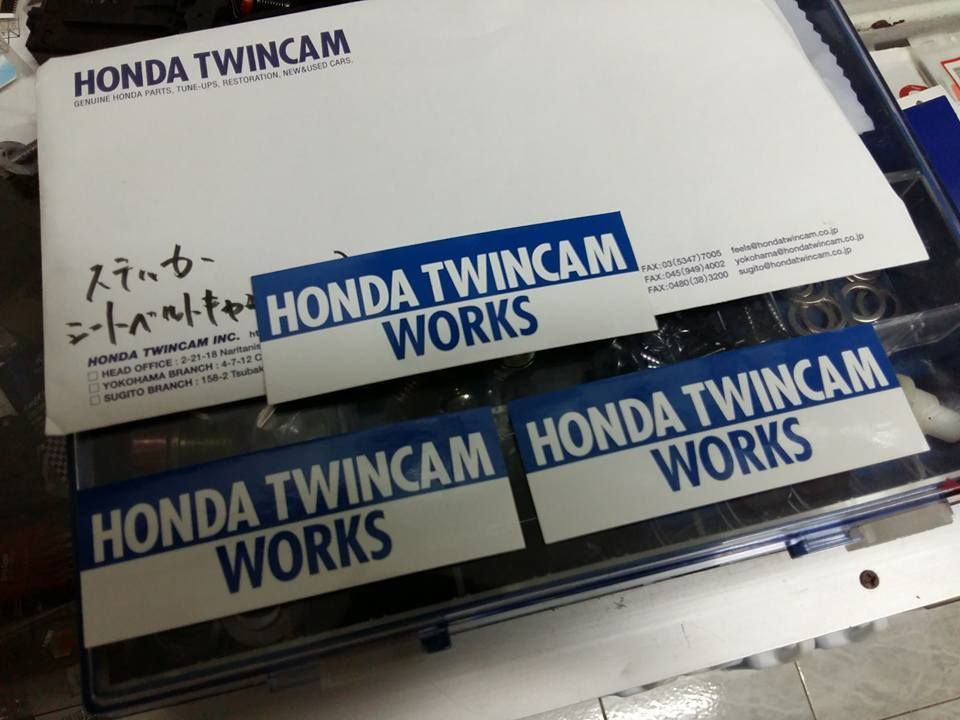 HONDA TWINCAM
GENUINE HONDA PARTS, TUNE-UPS, RESTORATION, NEW&USED CARS.
ステッカー
シートベルトキャ
HONDA TWINCAM INC.
HEAD OFFICE : 2-21-18 Naritanis
YOKOHAMA BRANCH : 4-7-12 C
SUGITO BRANCH : 158-2 Tsubak
FAX:03(5347)7005 feels@hondatwincam.co.jp
FAX:045(949)4002 yokohama@hondatwincam.co.jp
FAX:0480(38)3200 sugito@hondatwincam.co.jp
HONDA TWINCAM
WORKS
HONDA TWINCAM
WORKS
HONDA TWINCAM
WORKS